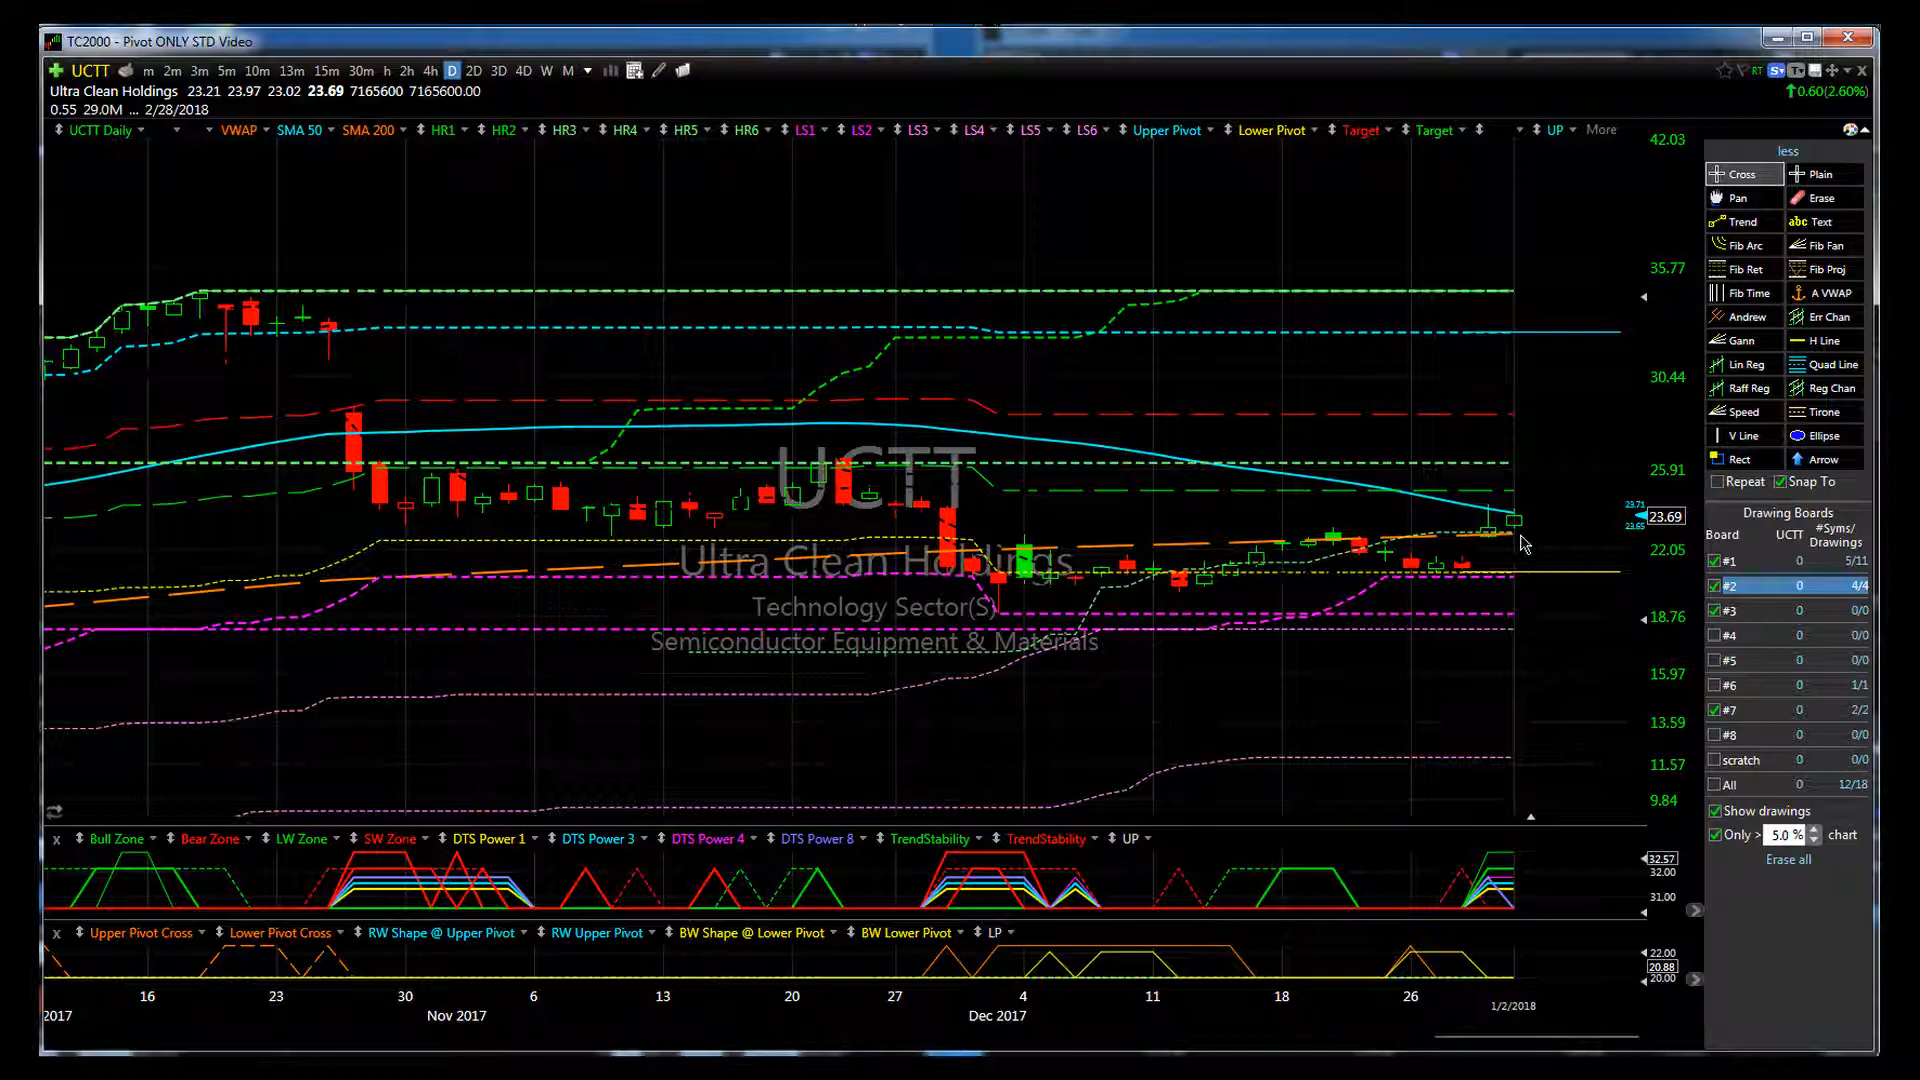 TC2000 - Pivot ONLY STD Video
UCTT m 2m 3m 5m 10m 13m 15m 30m h 2h 4h D 2D 3D 4D W M RT S T X
Ultra Clean Holdings 23.21 23.97 23.02 23.69 7165600 7165600.00 0.60(2.60%)
0.55 29.0M ... 2/28/2018
UCTT Daily VWAP SMA 50 SMA 200 HR1 HR2 HR3 HR4 HR5 HR6 LS1 LS2 LS3 LS4 LS5 LS6 Upper Pivot Lower Pivot Target Target UP More
42.03
35.77
30.44
25.91
23.71
23.69
23.65
22.05
18.76
15.97
13.59
11.57
9.84
UCTT
Ultra Clean Holdings
Technology Sector(S)
Semiconductor Equipment & Materials
x Bull Zone Bear Zone LW Zone SW Zone DTS Power 1 DTS Power 3 DTS Power 4 DTS Power 8 TrendStability TrendStability UP
32.57
32.00
31.00
x Upper Pivot Cross Lower Pivot Cross RW Shape @ Upper Pivot RW Upper Pivot BW Shape @ Lower Pivot BW Lower Pivot LP
22.00
20.88
20.00
16 23 30 6 13 20 27 4 11 18 26 1/2/2018
2017 Nov 2017 Dec 2017
less
Cross Plain
Pan Erase
Trend abc Text
Fib Arc Fib Fan
Fib Ret Fib Proj
Fib Time A VWAP
Andrew Err Chan
Gann H Line
Lin Reg Quad Line
Raff Reg Reg Chan
Speed Tirone
V Line Ellipse
Rect Arrow
Repeat Snap To
Drawing Boards
Board UCTT #Syms/
Drawings
#1 0 5/11
#2 0 4/4
#3 0 0/0
#4 0 0/0
#5 0 0/0
#6 0 1/1
#7 0 2/2
#8 0 0/0
scratch 0 0/0
All 0 12/18
Show drawings
Only > 5.0 % chart
Erase all